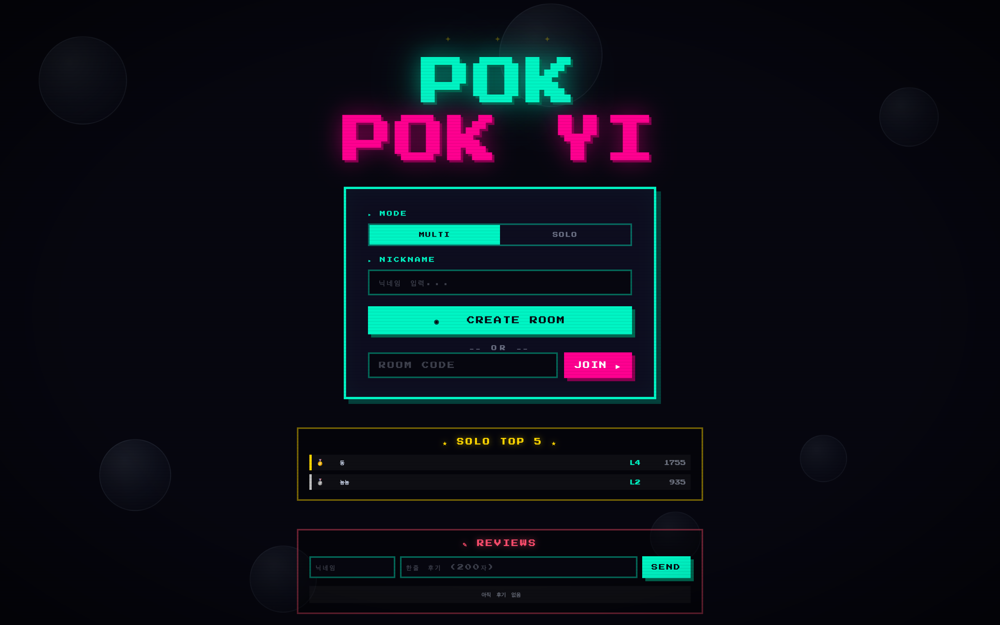 POK
POK YI
▸ MODE
MULTI SOLO
▸ NICKNAME
닉네임 입력...
◉ CREATE ROOM
-- OR --
ROOM CODE JOIN ▸
★ SOLO TOP 5 ★
🥇 동 L4 1755
🥈 뇽뇽 L2 935
✎ REVIEWS
닉네임 한줄 후기 (200자) SEND
아직 후기 없음